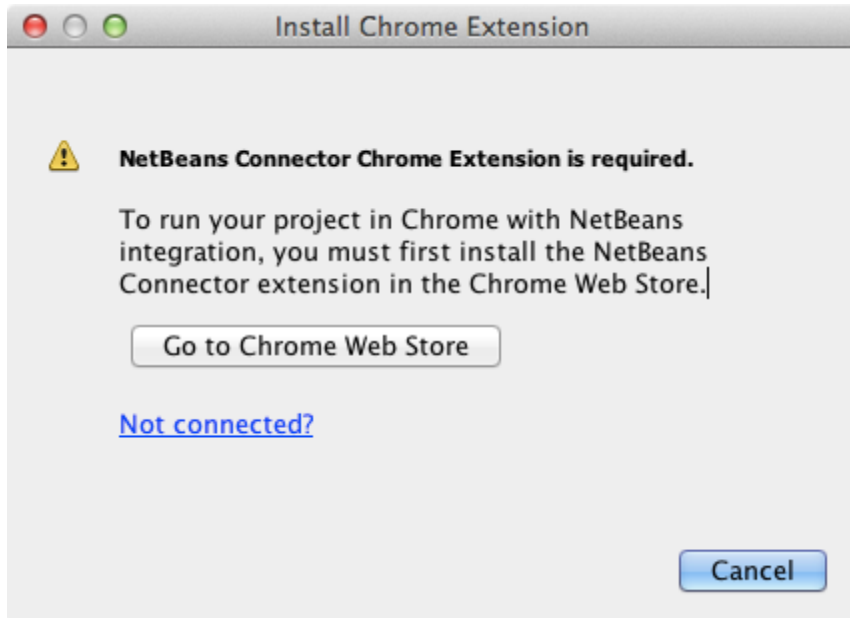 Install Chrome Extension
NetBeans Connector Chrome Extension is required.
To run your project in Chrome with NetBeans
integration, you must first install the NetBeans
Connector extension in the Chrome Web Store.
Go to Chrome Web Store
Not connected?
Cancel